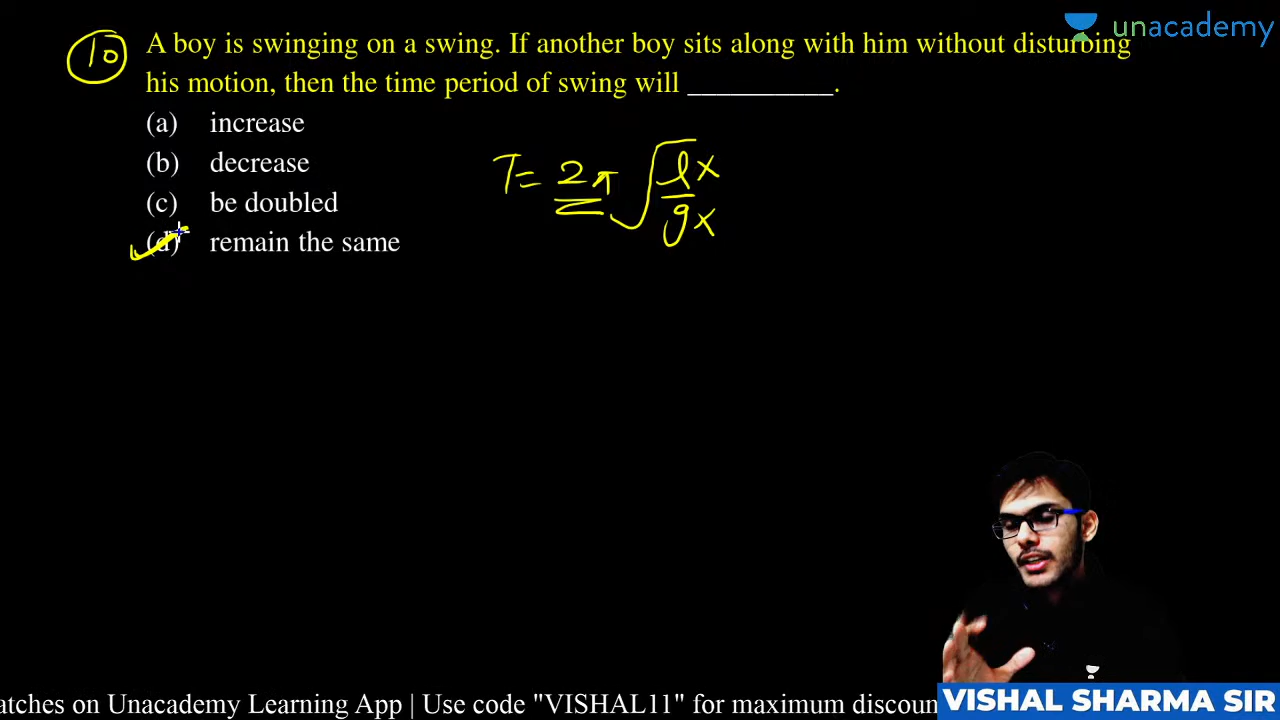 unacademy
10 A boy is swinging on a swing. If another boy sits along with him without disturbing
his motion, then the time period of swing will __________.
(a) increase
(b) decrease
(c) be doubled
(d) remain the same
T= 2π √ l x
g x
atches on Unacademy Learning App | Use code "VISHAL11" for maximum discoun
VISHAL SHARMA SIR